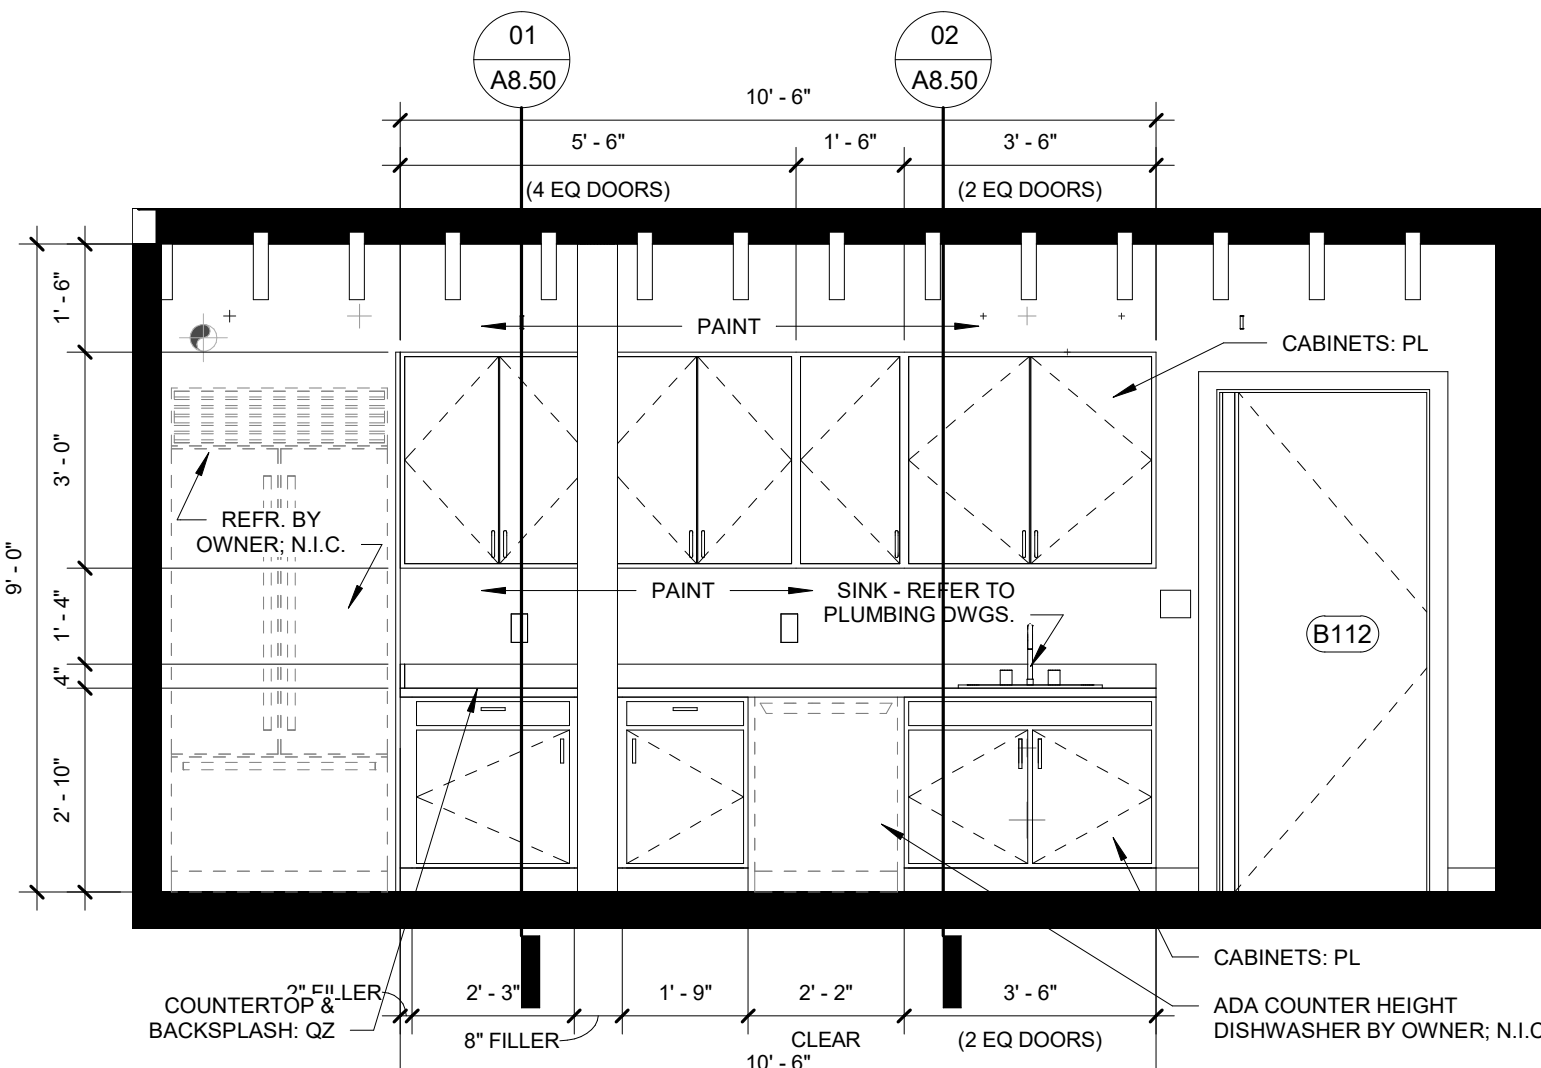 01
A8.50
02
A8.50
10' - 6"
5' - 6"
1' - 6"
3' - 6"
(4 EQ DOORS)
(2 EQ DOORS)
1' - 6"
PAINT
CABINETS: PL
3' - 0"
REFR. BY
OWNER; N.I.C.
9' - 0"
1' - 4"
PAINT
SINK - REFER TO
PLUMBING DWGS.
B112
4"
2' - 10"
CABINETS: PL
2" FILLER
2' - 3"
1' - 9"
2' - 2"
3' - 6"
COUNTERTOP &
BACKSPLASH: QZ
ADA COUNTER HEIGHT
DISHWASHER BY OWNER; N.I.C
8" FILLER
CLEAR
(2 EQ DOORS)
10' - 6"